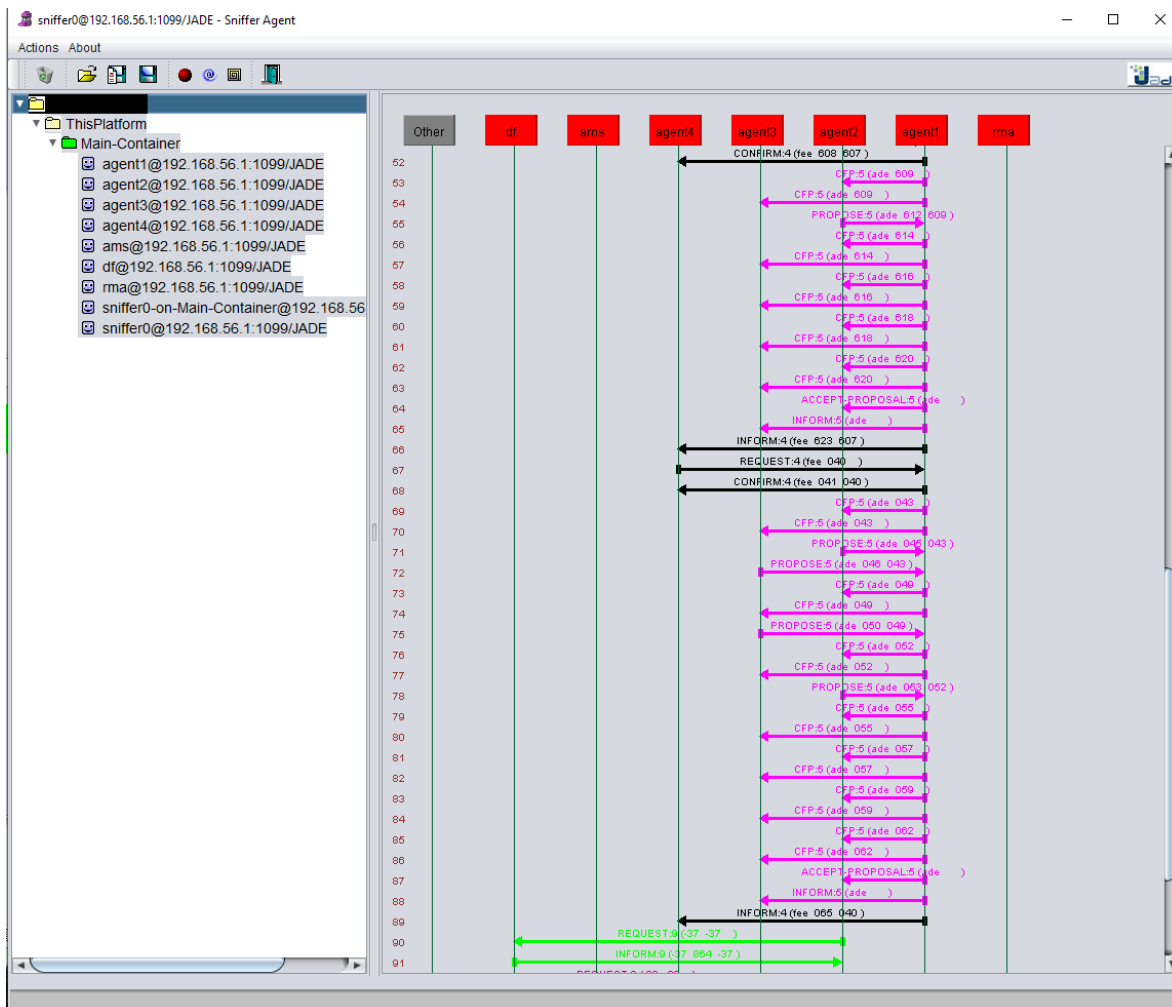 sniffer0@192.168.56.1:1099/JADE - Sniffer Agent
Actions About
ThisPlatform
Main-Container
agent1@192.168.56.1:1099/JADE
agent2@192.168.56.1:1099/JADE
agent3@192.168.56.1:1099/JADE
agent4@192.168.56.1:1099/JADE
ams@192.168.56.1:1099/JADE
df@192.168.56.1:1099/JADE
rma@192.168.56.1:1099/JADE
sniffer0-on-Main-Container@192.168.56
sniffer0@192.168.56.1:1099/JADE
Other df ams agent4 agent3 agent2 agent1 rma
52 CONFIRM:4 (fee 608 607 )
53 CFP:5 (ade 609 )
54 CFP:5 (ade 609 )
55 PROPOSE:5 (ade 612 609 )
56 CFP:5 (ade 614 )
57 CFP:5 (ade 614 )
58 CFP:5 (ade 616 )
59 CFP:5 (ade 616 )
60 CFP:5 (ade 618 )
61 CFP:5 (ade 618 )
62 CFP:5 (ade 620 )
63 CFP:5 (ade 620 )
64 ACCEPT-PROPOSAL:5 (ade )
65 INFORM:5 (ade )
66 INFORM:4 (fee 623 607 )
67 REQUEST:4 (fee 040 )
68 CONFIRM:4 (fee 041 040 )
69 CFP:5 (ade 043 )
70 CFP:5 (ade 043 )
71 PROPOSE:5 (ade 045 043 )
72 PROPOSE:5 (ade 046 043 )
73 CFP:5 (ade 049 )
74 CFP:5 (ade 049 )
75 PROPOSE:5 (ade 050 049 )
76 CFP:5 (ade 052 )
77 CFP:5 (ade 052 )
78 PROPOSE:5 (ade 053 052 )
79 CFP:5 (ade 055 )
80 CFP:5 (ade 055 )
81 CFP:5 (ade 057 )
82 CFP:5 (ade 057 )
83 CFP:5 (ade 059 )
84 CFP:5 (ade 059 )
85 CFP:5 (ade 062 )
86 CFP:5 (ade 062 )
87 ACCEPT-PROPOSAL:5 (ade )
88 INFORM:5 (ade )
89 INFORM:4 (fee 065 040 )
90 REQUEST:9 (-37 -37 )
91 INFORM:9 (-37 864 -37 )